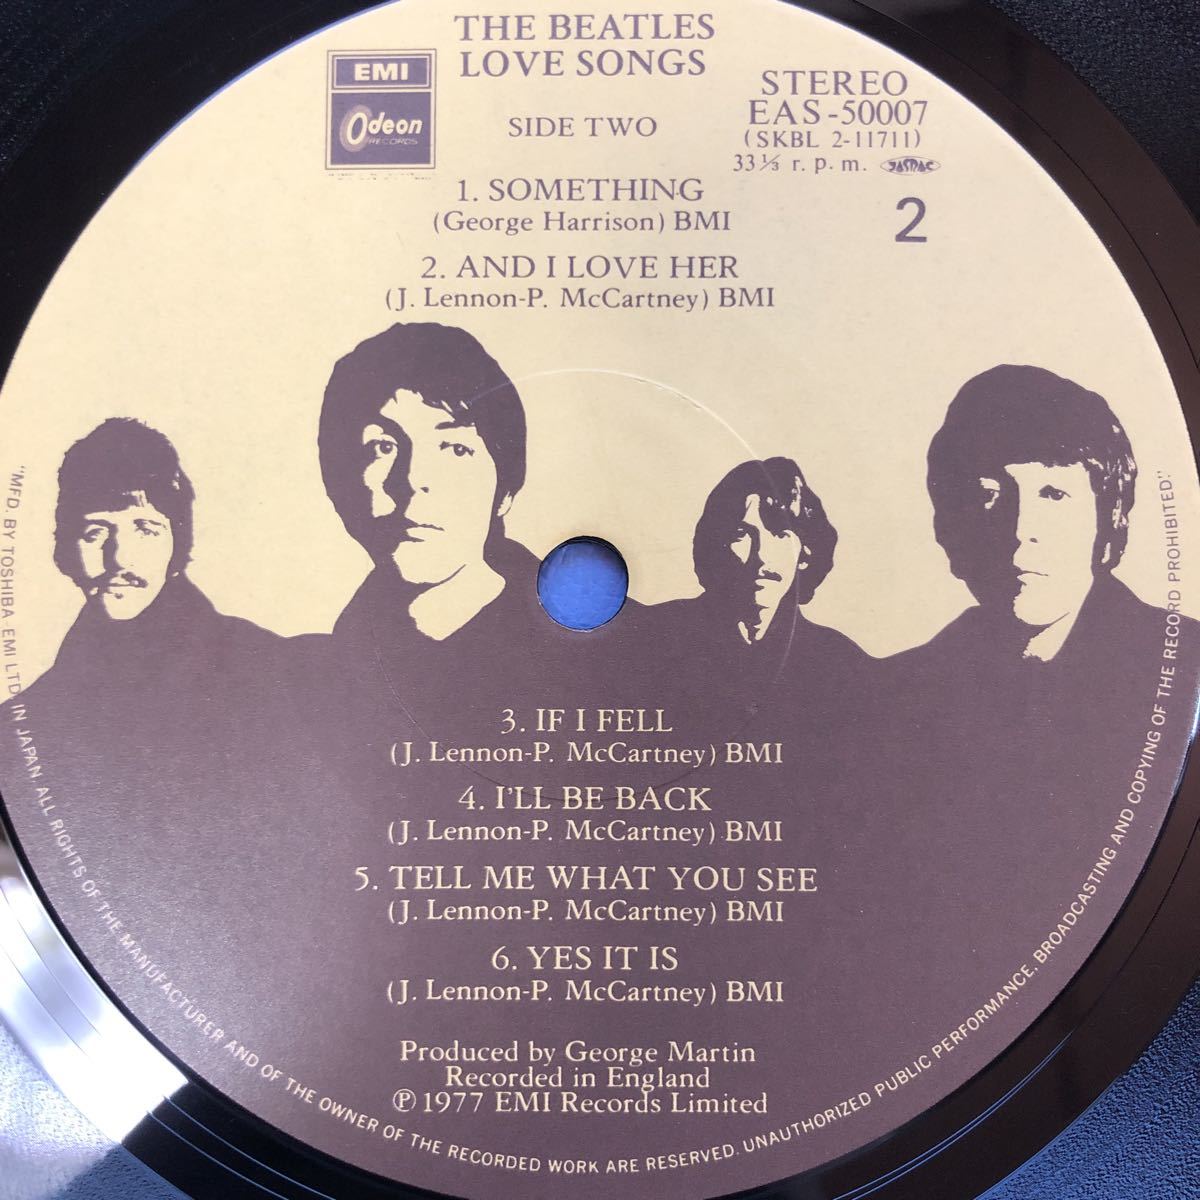 THE BEATLES
LOVE SONGS
EMI
Odeon
RECORDS
SIDE TWO
STEREO
EAS-50007
(SKBL 2-11711)
33 1/3 r. p. m. JASRAC
2
1. SOMETHING
(George Harrison) BMI
2. AND I LOVE HER
(J. Lennon-P. McCartney) BMI
3. IF I FELL
(J. Lennon-P. McCartney) BMI
4. I'LL BE BACK
(J. Lennon-P. McCartney) BMI
5. TELL ME WHAT YOU SEE
(J. Lennon-P. McCartney) BMI
6. YES IT IS
(J. Lennon-P. McCartney) BMI
Produced by George Martin
Recorded in England
℗ 1977 EMI Records Limited
"MFD. BY TOSHIBA-EMI LTD. IN JAPAN. ALL RIGHTS OF THE MANUFACTURER AND OF THE OWNER OF THE RECORDED WORK ARE RESERVED. UNAUTHORIZED PUBLIC PERFORMANCE, BROADCASTING AND COPYING OF THE RECORD PROHIBITED."